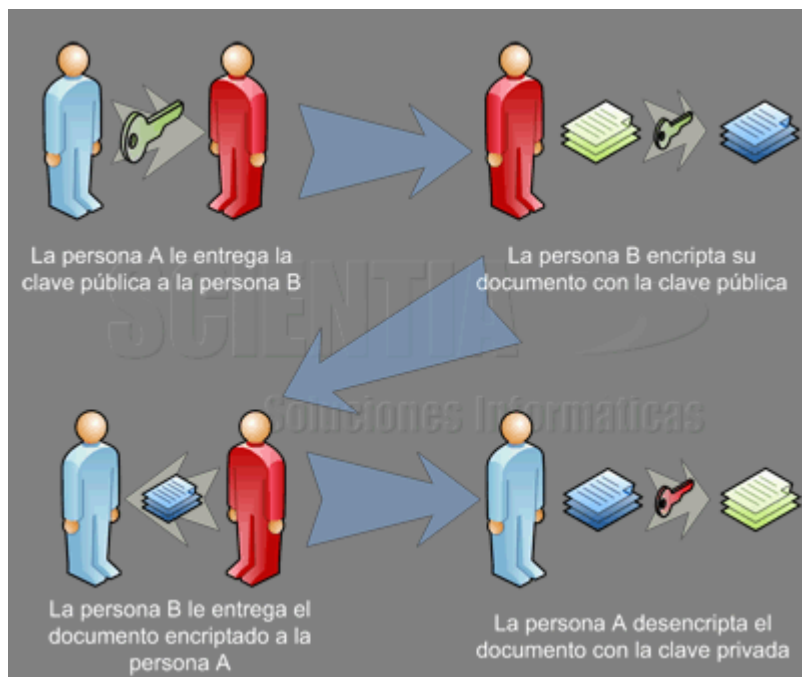 La persona A le entrega la
clave pública a la persona B
La persona B encripta su
documento con la clave pública
SCIENTIA
Soluciones Informaticas
La persona B le entrega el
documento encriptado a la
persona A
La persona A desencripta el
documento con la clave privada